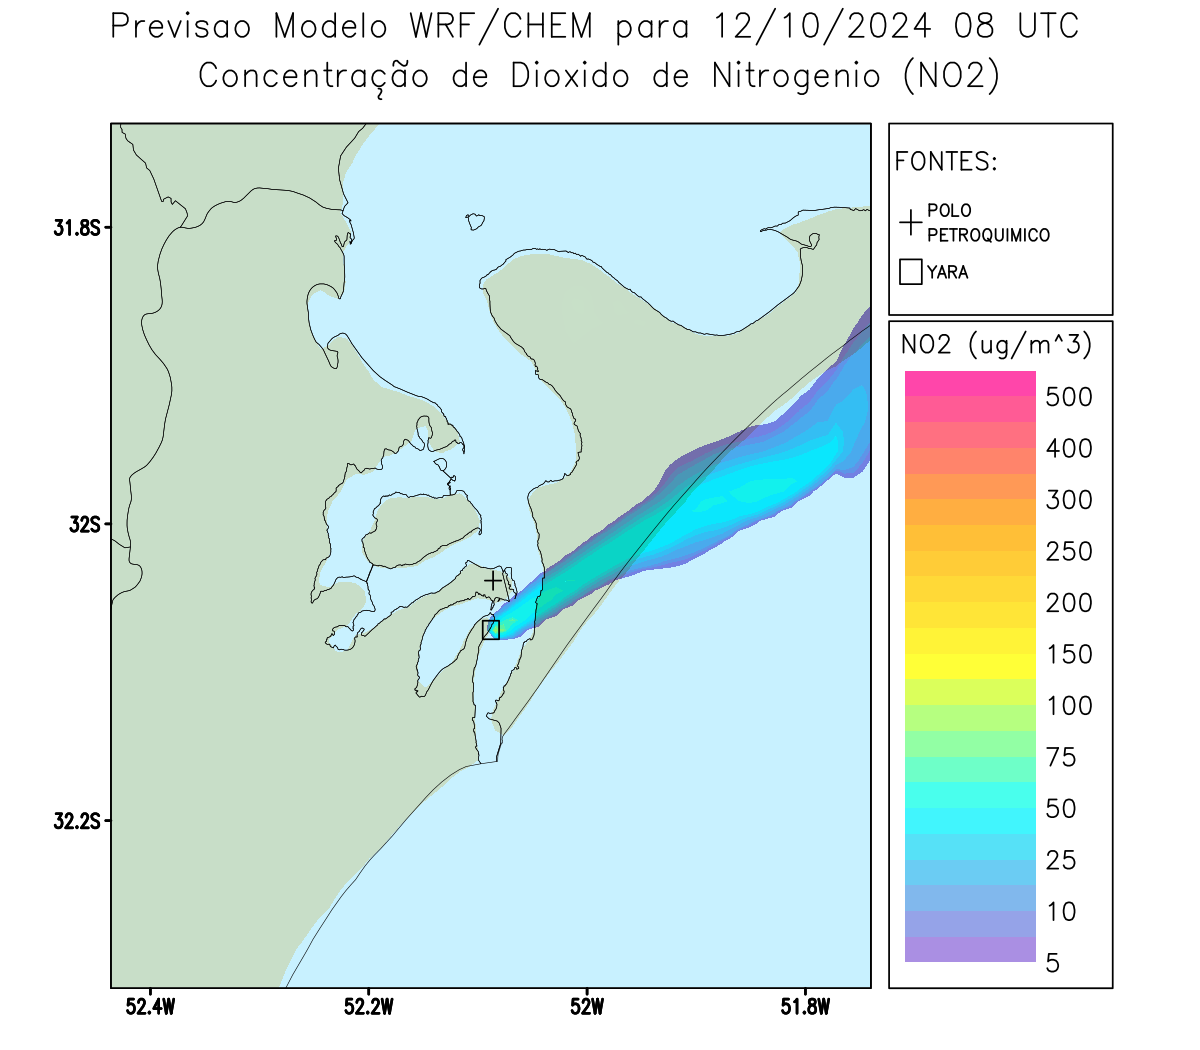 Previsao Modelo WRF/CHEM para 12/10/2024 08 UTC
Concentração de Dioxido de Nitrogenio (NO2)
FONTES:
POLO
PETROQUIMICO
YARA
NO2 (ug/m^3)
500
400
300
250
200
150
100
75
50
25
10
5
31.8S
32S
32.2S
52.4W
52.2W
52W
51.8W